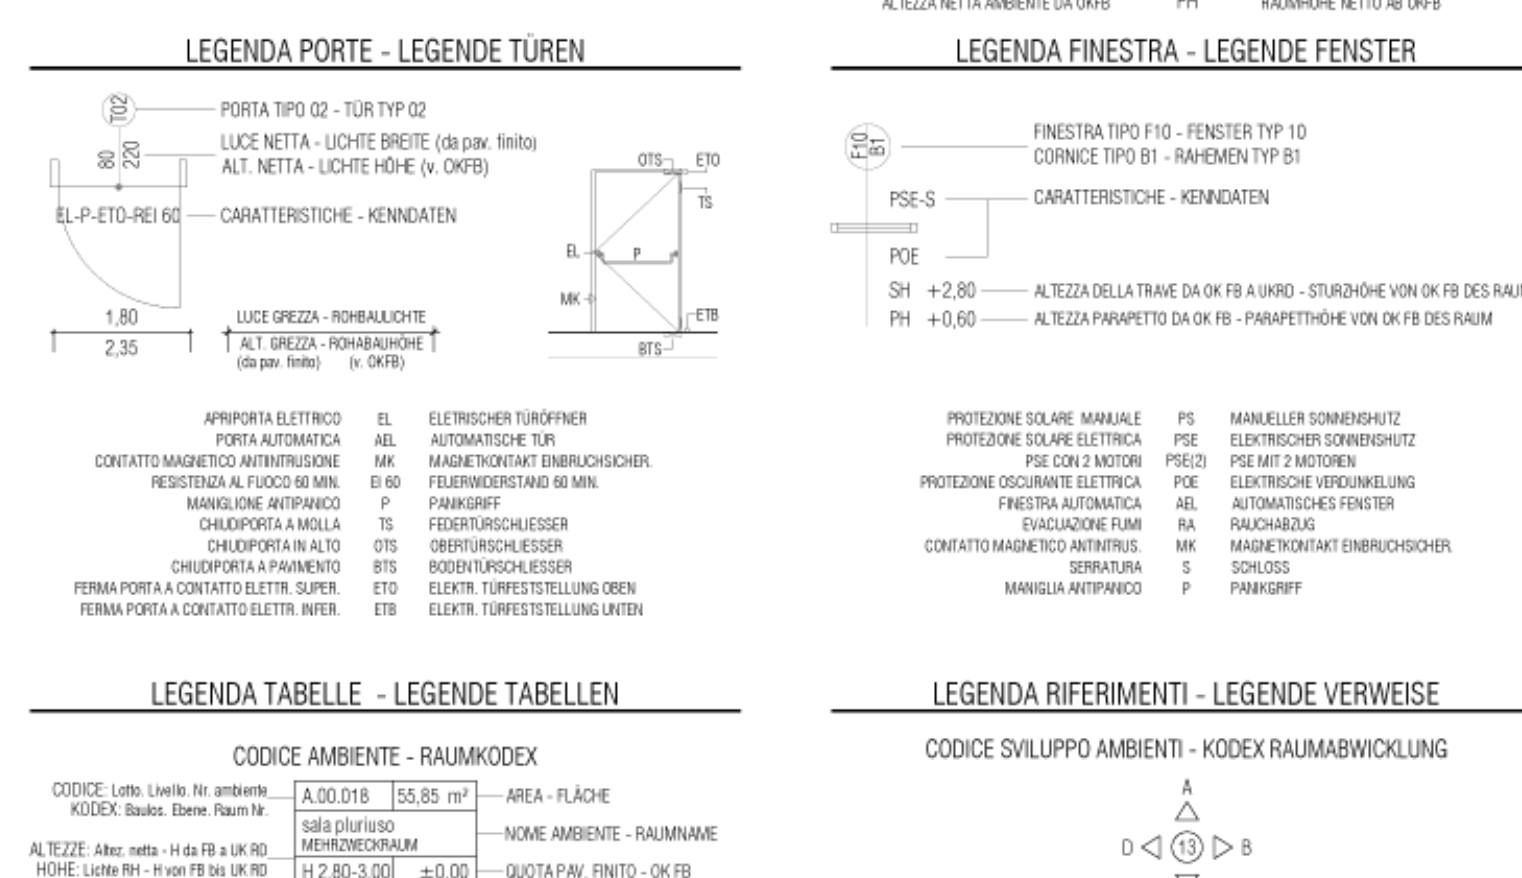 ALTEZZA NETTA AMBIENTE DA OKFB PH RAUMHÖHE NETTO AB OKFB
LEGENDA PORTE - LEGENDE TÜREN
T02
PORTA TIPO 02 - TÜR TYP 02
80
220
LUCE NETTA - LICHTE BREITE (da pav. finito)
ALT. NETTA - LICHTE HÖHE (v. OKFB)
EL-P-ETO-REI 60
CARATTERISTICHE - KENNDATEN
1,80
2,35
LUCE GREZZA - ROHBAULICHTE
ALT. GREZZA - ROHABAUHÖHE
(da pav. finito) (v. OKFB)
OTS
ETO
TS
EL
P
MK
ETB
BTS
APRIPORTA ELETTRICO EL ELETRISCHER TÜRÖFFNER
PORTA AUTOMATICA AEL AUTOMATISCHE TÜR
CONTATTO MAGNETICO ANTIINTRUSIONE MK MAGNETKONTAKT EINBRUCHSICHER.
RESISTENZA AL FUOCO 60 MIN. EI 60 FEUERWIDERSTAND 60 MIN.
MANIGLIONE ANTIPANICO P PANIKGRIFF
CHIUDIPORTA A MOLLA TS FEDERTÜRSCHLIESSER
CHIUDIPORTA IN ALTO OTS OBERTÜRSCHLIESSER
CHIUDIPORTA A PAVIMENTO BTS BODENTÜRSCHLIESSER
FERMA PORTA A CONTATTO ELETTR. SUPER. ETO ELEKTR. TÜRFESTSTELLUNG OBEN
FERMA PORTA A CONTATTO ELETTR. INFER. ETB ELEKTR. TÜRFESTSTELLUNG UNTEN
LEGENDA FINESTRA - LEGENDE FENSTER
F10
B1
FINESTRA TIPO F10 - FENSTER TYP 10
CORNICE TIPO B1 - RAHEMEN TYP B1
PSE-S
CARATTERISTICHE - KENNDATEN
POE
SH +2,80 ALTEZZA DELLA TRAVE DA OK FB A UKRD - STURZHÖHE VON OK FB DES RAUM
PH +0,60 ALTEZZA PARAPETTO DA OK FB - PARAPETTHÖHE VON OK FB DES RAUM
PROTEZIONE SOLARE MANUALE PS MANUELLER SONNENSHUTZ
PROTEZIONE SOLARE ELETTRICA PSE ELEKTRISCHER SONNENSHUTZ
PSE CON 2 MOTORI PSE(2) PSE MIT 2 MOTOREN
PROTEZIONE OSCURANTE ELETTRICA POE ELEKTRISCHE VERDUNKELUNG
FINESTRA AUTOMATICA AEL AUTOMATISCHES FENSTER
EVACUAZIONE FUMI RA RAUCHABZUG
CONTATTO MAGNETICO ANTINTRUS. MK MAGNETKONTAKT EINBRUCHSICHER.
SERRATURA S SCHLOSS
MANIGLIA ANTIPANICO P PANIKGRIFF
LEGENDA TABELLE - LEGENDE TABELLEN
CODICE AMBIENTE - RAUMKODEX
CODICE: Lotto. Livello. Nr. ambiente
KODEX: Baulos. Ebene. Raum Nr.
A.00.018 55,85 m² AREA - FLÄCHE
sala pluriuso
MEHRZWECKRAUM
NOME AMBIENTE - RAUMNAME
ALTEZZE: Altez. netta - H da FB a UK RD
HÖHE: Lichte RH - H von FB bis UK RD
H 2,80-3,00 ±0,00 QUOTA PAV. FINITO - OK FB
LEGENDA RIFERIMENTI - LEGENDE VERWEISE
CODICE SVILUPPO AMBIENTI - KODEX RAUMABWICKLUNG
A
D 13 B